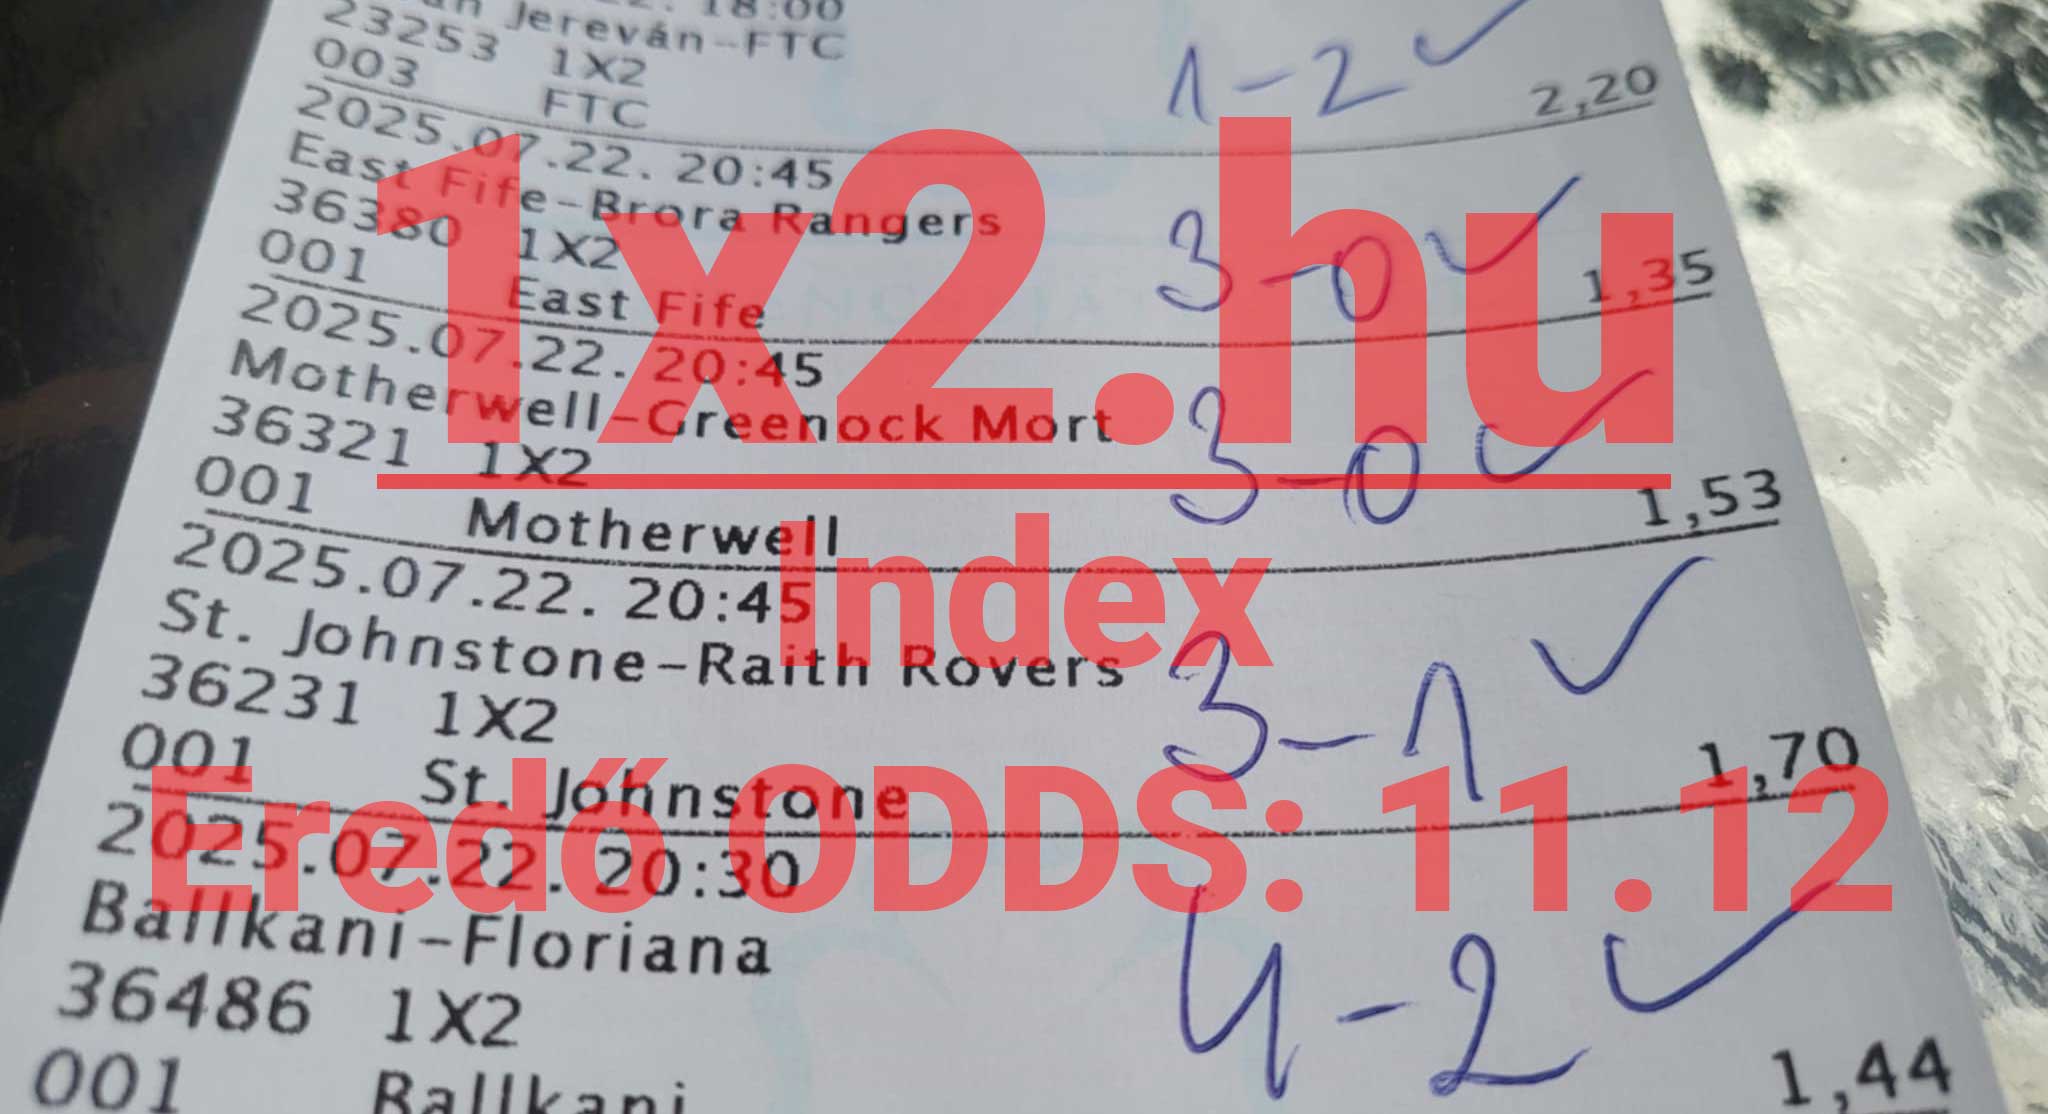 18:00
Jereván-FTC
23253 1X2
003 FTC
1-2
2,20
2025.07.22. 20:45
East Fife-Brora Rangers
36380 1X2
001 East Fife
3-0
1,35
2025.07.22. 20:45
Motherwell-Greenock Mort
36321 1X2
001 Motherwell
3-0
1,53
2025.07.22. 20:45
St. Johnstone-Raith Rovers
36231 1X2
001 St. Johnstone
3-1
1,70
2025.07.22. 20:30
Ballkani-Floriana
36486 1X2
001 Ballkani
4-2
1,44
1x2.hu
Index
Eredő ODDS: 11.12